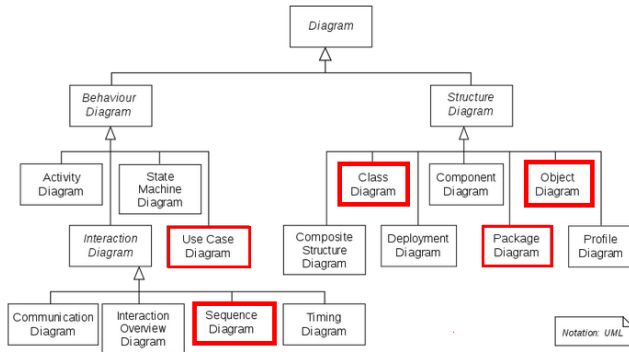 Diagram
Behaviour
Diagram
Structure
Diagram
Activity
Diagram
State
Machine
Diagram
Class
Diagram
Component
Diagram
Object
Diagram
Interaction
Diagram
Use Case
Diagram
Composite
Structure
Diagram
Deployment
Diagram
Package
Diagram
Profile
Diagram
Communication
Diagram
Interaction
Overview
Diagram
Sequence
Diagram
Timing
Diagram
Notation: UML